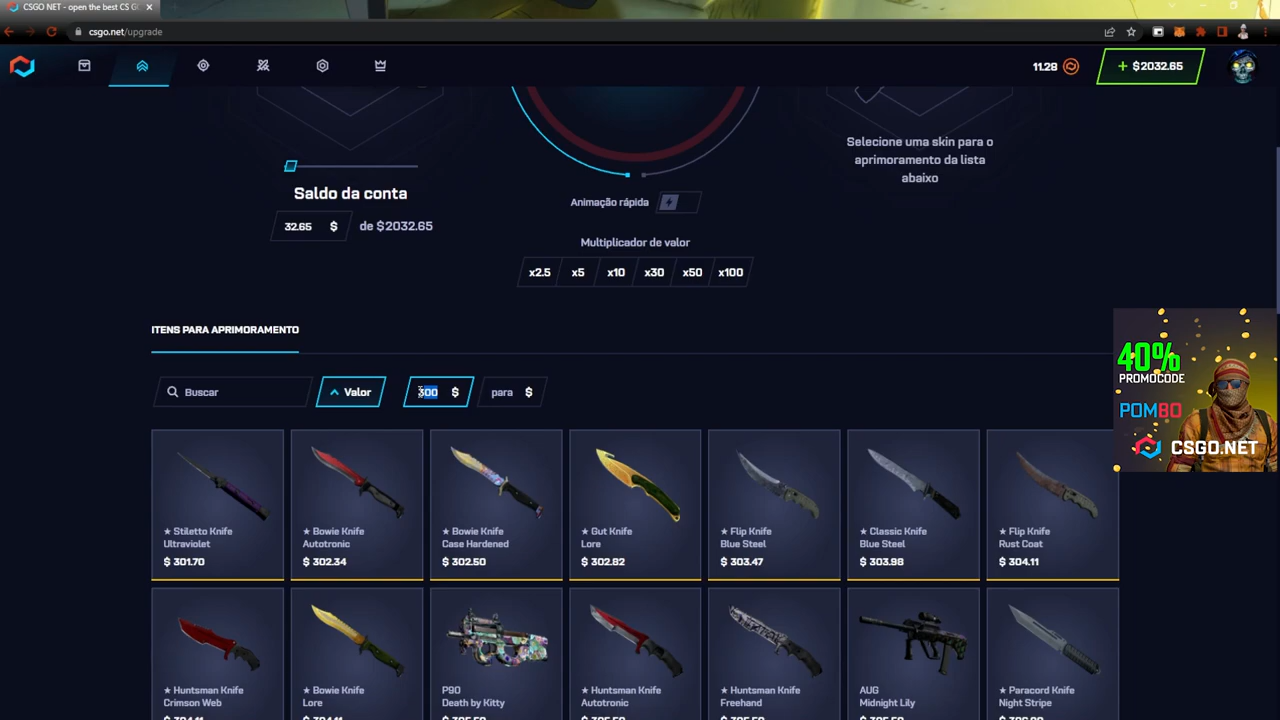 CSGO.NET - open the best CS G
csgo.net/upgrade
11.28
+ $2032.65
Selecione uma skin para o
aprimoramento da lista
abaixo
Saldo da conta
32.65 $ de $2032.65
Animação rápida
Multiplicador de valor
x2.5 x5 x10 x30 x50 x100
ITENS PARA APRIMORAMENTO
Buscar
Valor
300 $
para $
40%
PROMOCODE
POM80
CSGO.NET
★ Stiletto Knife
Ultraviolet
$ 301.70
★ Bowie Knife
Autotronic
$ 302.34
★ Bowie Knife
Case Hardened
$ 302.50
★ Gut Knife
Lore
$ 302.82
★ Flip Knife
Blue Steel
$ 303.47
★ Classic Knife
Blue Steel
$ 303.98
★ Flip Knife
Rust Coat
$ 304.11
★ Huntsman Knife
Crimson Web
★ Bowie Knife
Lore
P90
Death by Kitty
★ Huntsman Knife
Autotronic
★ Huntsman Knife
Freehand
AUG
Midnight Lily
★ Paracord Knife
Night Stripe